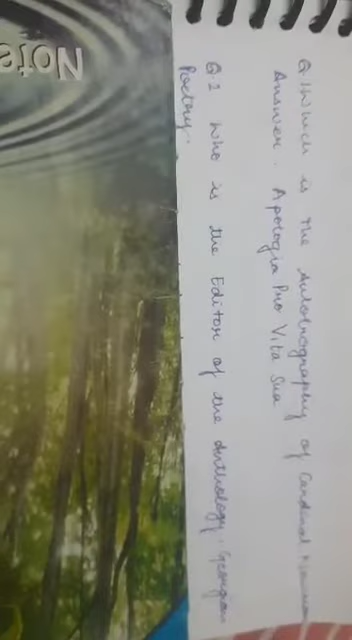 Q.1 Which is the Autobiography of Cardinal
Answer. Apologia Pro Vita Sua
Q.2 Who is the Editor of the Anthology. Georgian
Poetry.
Note